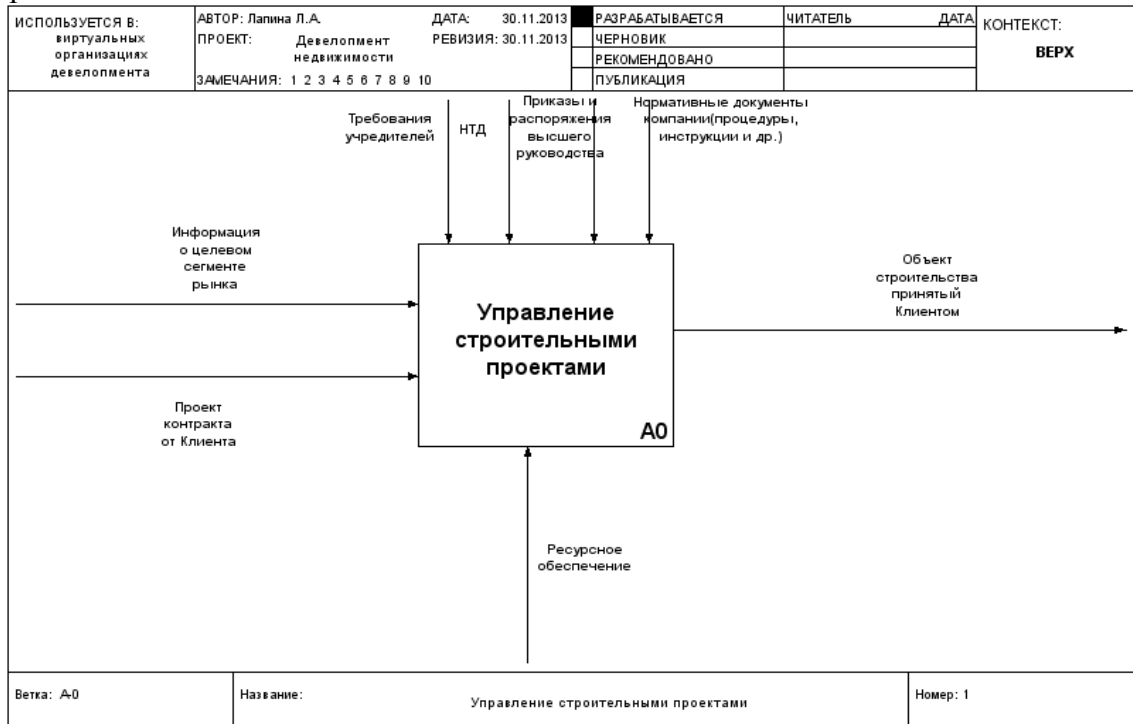 ИСПОЛЬЗУЕТСЯ В:
виртуальных
организациях
девелопмента
АВТОР: Лапина Л.А.
ДАТА: 30.11.2013
ПРОЕКТ: Девелопмент
недвижимости
РЕВИЗИЯ: 30.11.2013
ЗАМЕЧАНИЯ: 1 2 3 4 5 6 7 8 9 10
РАЗРАБАТЫВАЕТСЯ
ЧЕРНОВИК
РЕКОМЕНДОВАНО
ПУБЛИКАЦИЯ
ЧИТАТЕЛЬ ДАТА
КОНТЕКСТ:
ВЕРХ
Требования
учредителей
НТД
Приказы и
распоряжения
высшего
руководства
Нормативные документы
компании(процедуры,
инструкции и др.)
Информация
о целевом
сегменте
рынка
Проект
контракта
от Клиента
Управление
строительными
проектами
A0
Объект
строительства
принятый
Клиентом
Ресурсное
обеспечение
Ветка: A-0
Название: Управление строительными проектами
Номер: 1